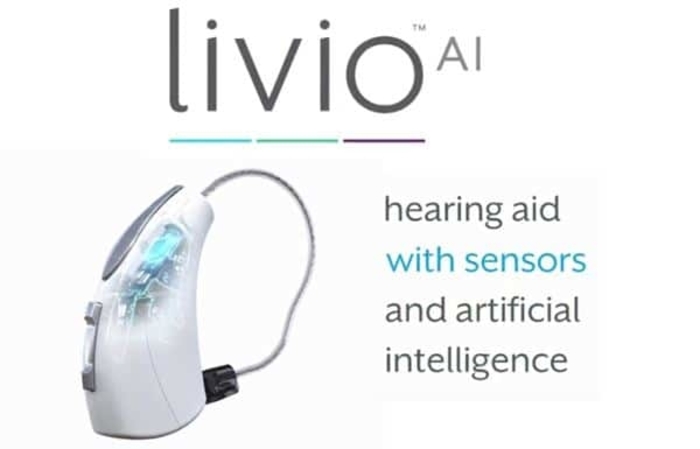 livio™ AI
hearing aid
with sensors
and artificial
intelligence